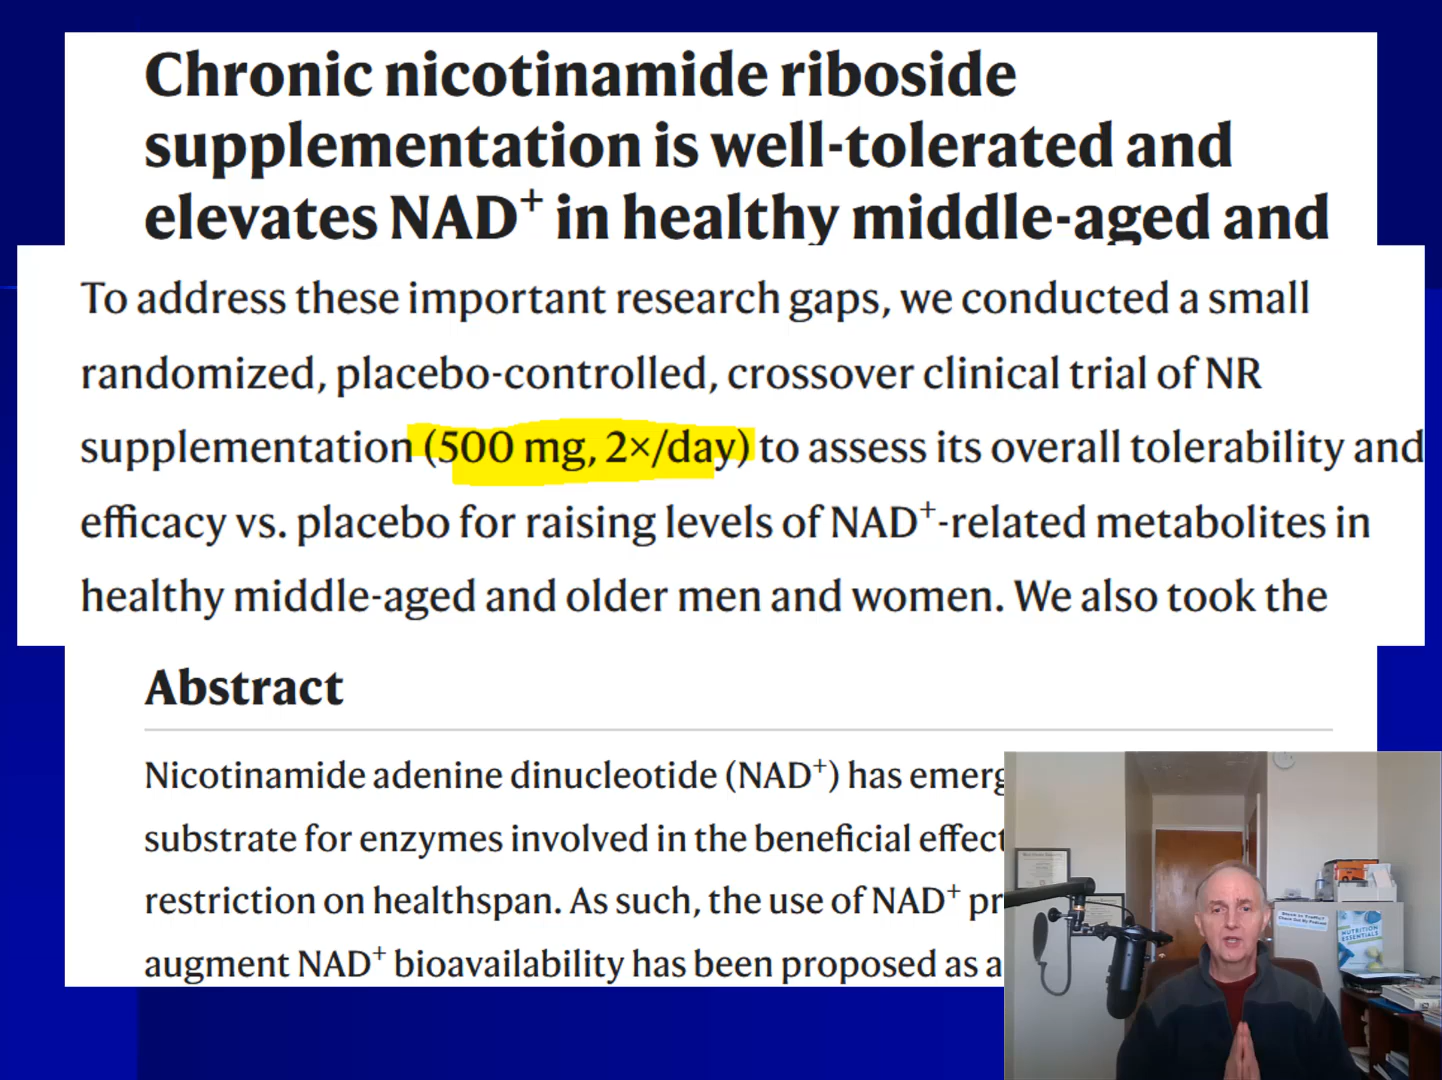 Chronic nicotinamide riboside
supplementation is well-tolerated and
elevates NAD⁺ in healthy middle-aged and
To address these important research gaps, we conducted a small
randomized, placebo-controlled, crossover clinical trial of NR
supplementation (500 mg, 2×/day) to assess its overall tolerability and
efficacy vs. placebo for raising levels of NAD⁺-related metabolites in
healthy middle-aged and older men and women. We also took the
Abstract
Nicotinamide adenine dinucleotide (NAD⁺) has emerg
substrate for enzymes involved in the beneficial effect
restriction on healthspan. As such, the use of NAD⁺ pr
augment NAD⁺ bioavailability has been proposed as a
NUTRITION
ESSENTIALS